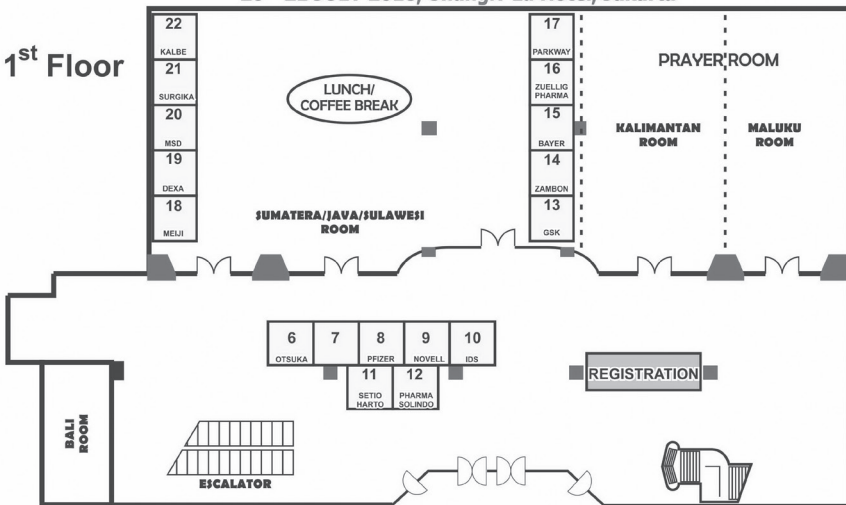 1st Floor
22
KALBE
21
SURGIKA
20
MSD
19
DEXA
18
MEIJI
LUNCH/
COFFEE BREAK
SUMATERA/JAVA/SULAWESI
ROOM
17
PARKWAY
16
ZUELLIG
PHARMA
15
BAYER
14
ZAMBON
13
GSK
PRAYER ROOM
KALIMANTAN
ROOM
MALUKU
ROOM
6
OTSUKA
7
8
PFIZER
9
NOVELL
10
IDS
11
SETIO
HARTO
12
PHARMA
SOLINDO
REGISTRATION
BALI
ROOM
ESCALATOR